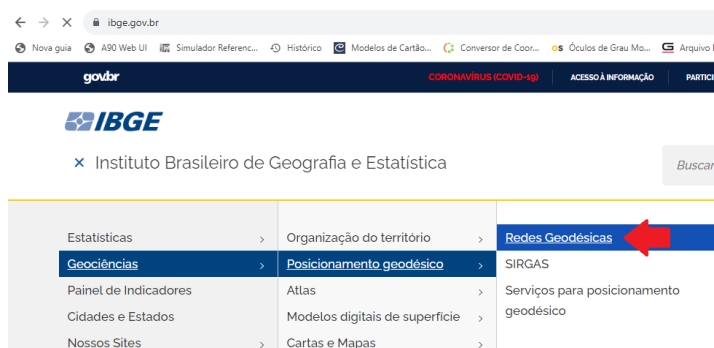 ibge.gov.br
Nova guia A90 Web UI Simulador Referenc... Histórico Modelos de Cartão... Conversor de Coor... Óculos de Grau Mo... Arquivo
gov.br CORONAVÍRUS (COVID-19) ACESSO À INFORMAÇÃO
IBGE
× Instituto Brasileiro de Geografia e Estatística
Buscar
Estatísticas > Organização do território > Redes Geodésicas
Geociências > Posicionamento geodésico > SIRGAS
Painel de Indicadores Atlas Serviços para posicionamento
Cidades e Estados Modelos digitais de superfície > geodésico
Nossos Sites > Cartas e Mapas >